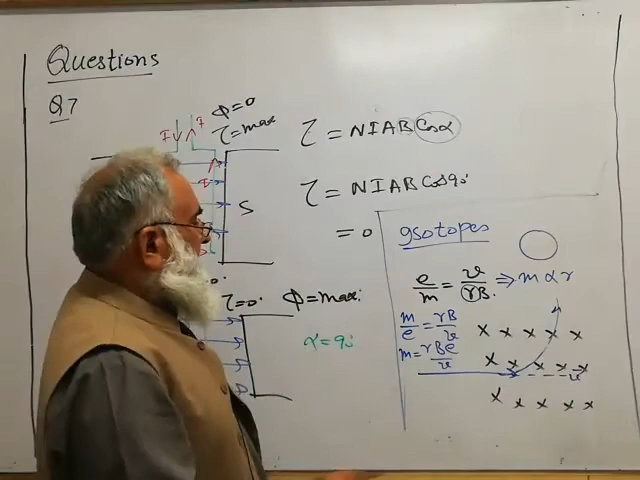 Questions
Q7
Φ=0
τ=max
I I
S
τ = NIAB Cosα
τ = NIAB Cos90°
= 0
τ=0. Φ=max.
α=90°
Isotopes
e/m = v/rB. ⇒ m ∝ r
m/e = rB/v
m = rBe/v
x x x x x
x x x x x
v
x x x x x